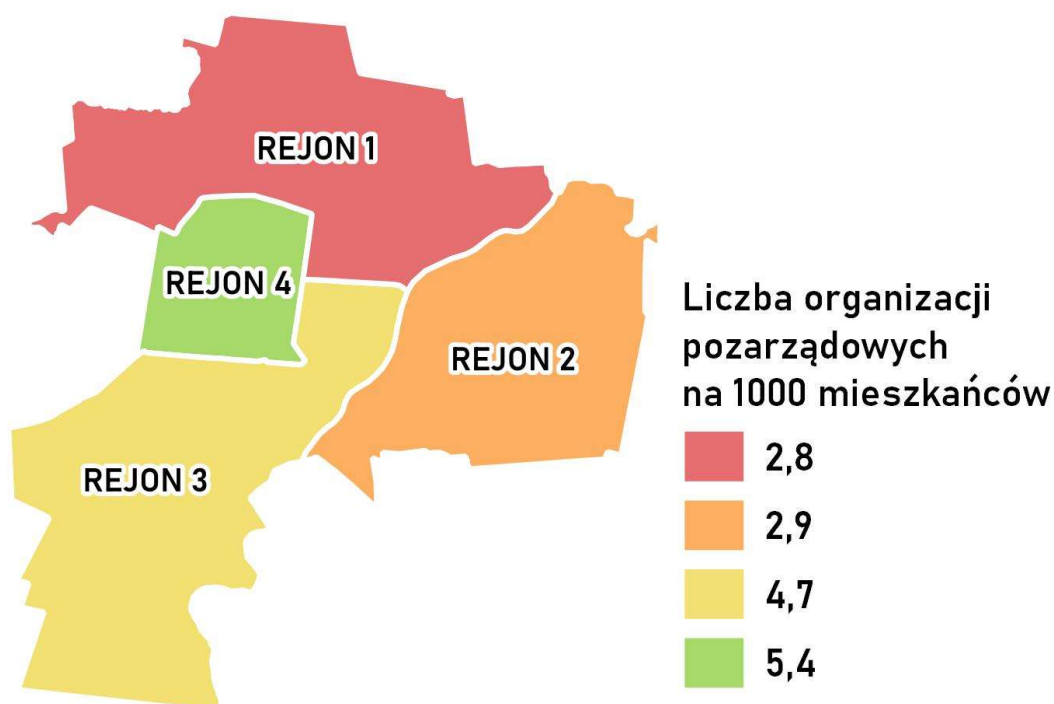 REJON 1
REJON 4
REJON 2
REJON 3
Liczba organizacji
pozarządowych
na 1000 mieszkańców
2,8
2,9
4,7
5,4